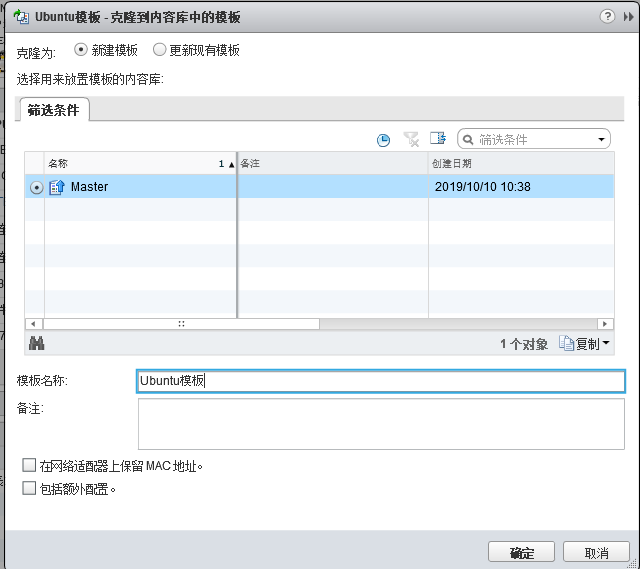 Ubuntu模板 - 克隆到内容库中的模板
克隆为: 新建模板 更新现有模板
选择用来放置模板的内容库:
筛选条件
筛选条件
名称 1 ▲ 备注 创建日期
Master 2019/10/10 10:38
1 个对象 复制
模板名称: Ubuntu模板
备注:
在网络适配器上保留 MAC 地址。
包括额外配置。
确定 取消